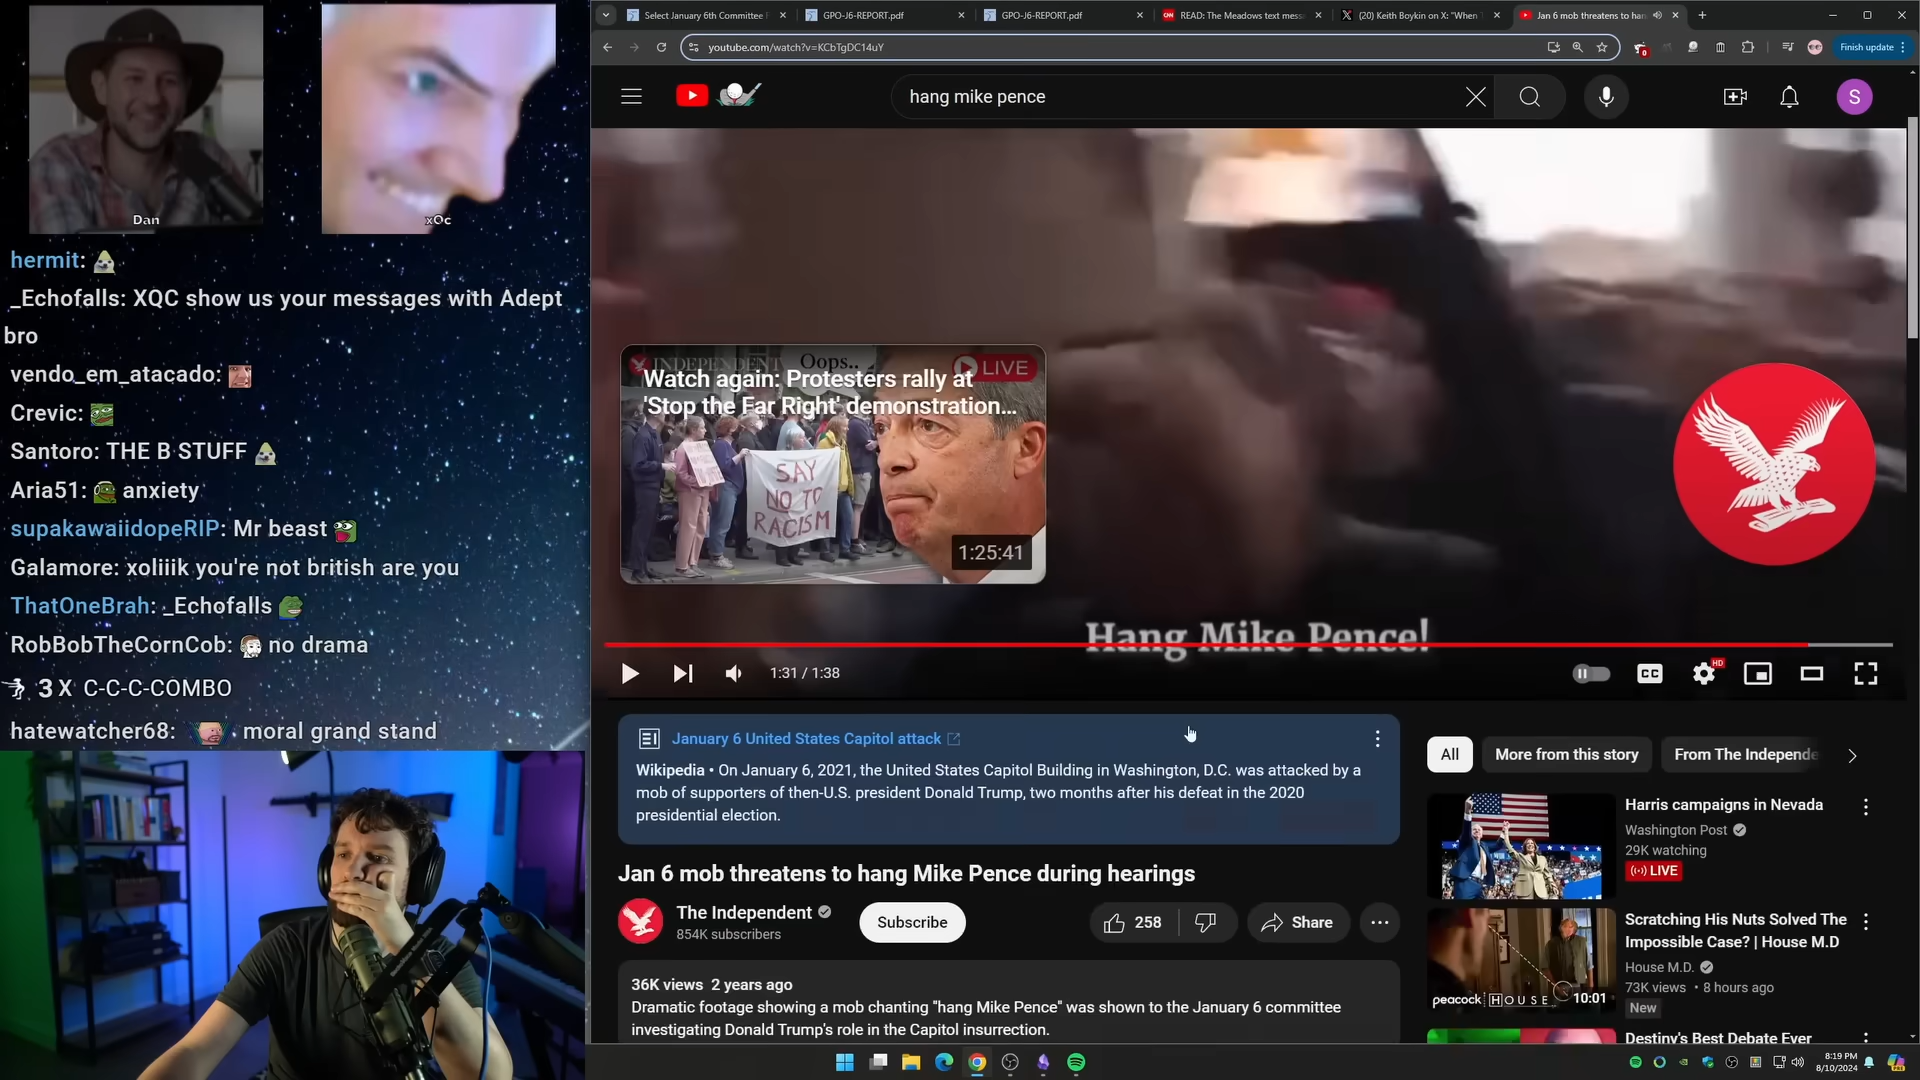 Dan
xQc
hermit:
_Echofalls: XQC show us your messages with Adept
bro
vendo_em_atacado:
Crevic:
Santoro: THE B STUFF
Aria51: anxiety
supakawaiidopeRIP: Mr beast
Galamore: xoliiik you're not british are you
ThatOneBrah: _Echofalls
RobBobTheCornCob: no drama
3 X C-C-C-COMBO
hatewatcher68: moral grand stand
Select January 6th Committee F
GPO-J6-REPORT.pdf
GPO-J6-REPORT.pdf
READ: The Meadows text mess
(20) Keith Boykin on X: "When
Jan 6 mob threatens to han
youtube.com/watch?v=KCbTgDC14uY
0
Finish update
hang mike pence
S
INDEPENDENT
Oops..
LIVE
Watch again: Protesters rally at
'Stop the Far Right' demonstration...
SAY
NO TO
RACISM
1:25:41
Hang Mike Pence!
1:31 / 1:38
CC
HD
January 6 United States Capitol attack
Wikipedia • On January 6, 2021, the United States Capitol Building in Washington, D.C. was attacked by a
mob of supporters of then-U.S. president Donald Trump, two months after his defeat in the 2020
presidential election.
Jan 6 mob threatens to hang Mike Pence during hearings
The Independent
854K subscribers
Subscribe
258
Share
36K views 2 years ago
Dramatic footage showing a mob chanting "hang Mike Pence" was shown to the January 6 committee
investigating Donald Trump's role in the Capitol insurrection.
All
More from this story
From The Independe
Harris campaigns in Nevada
Washington Post
29K watching
LIVE
Scratching His Nuts Solved The
Impossible Case? | House M.D
House M.D.
73K views • 8 hours ago
New
peacock HOUSE
10:01
Destiny's Best Debate Ever
8:19 PM
8/10/2024